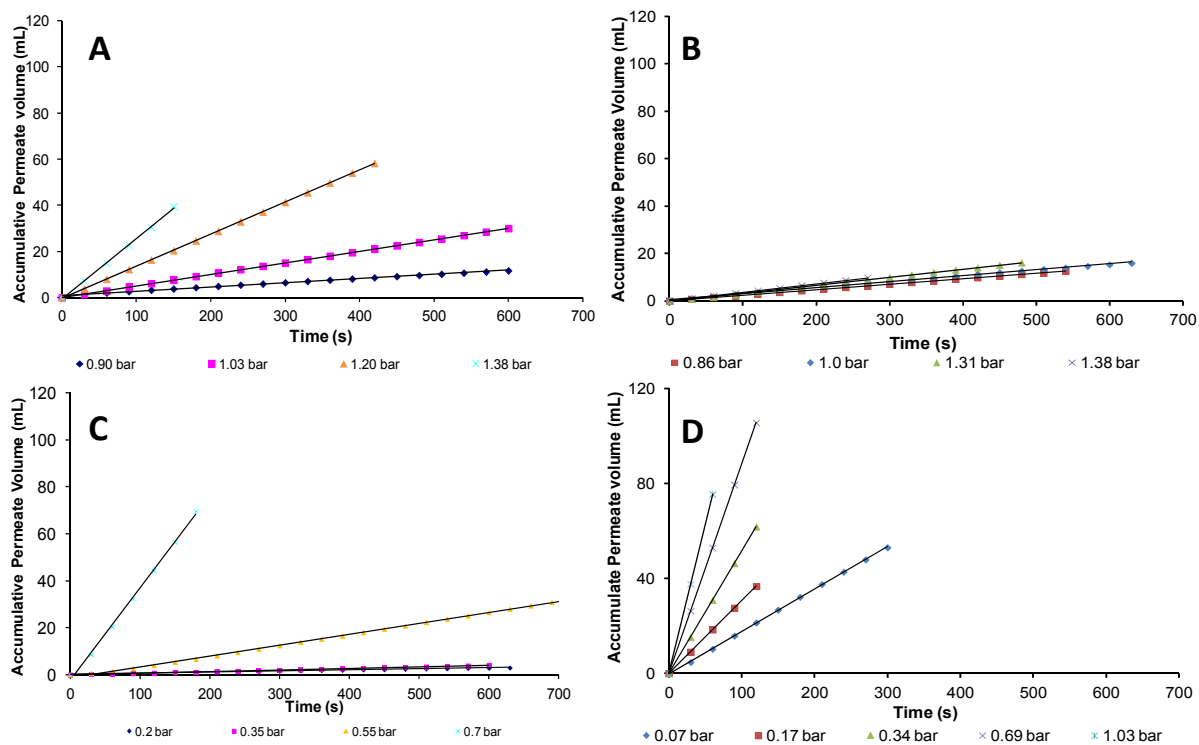 A
Accumulative Permeate volume (mL)
120
100
80
60
40
20
0
0 100 200 300 400 500 600 700
Time (s)
0.90 bar 1.03 bar 1.20 bar 1.38 bar
B
Accumulative Permeate Volume (mL)
120
100
80
60
40
20
0
0 100 200 300 400 500 600 700
Time (s)
0.86 bar 1.0 bar 1.31 bar 1.38 bar
C
Accumulative Permeate Volume (mL)
120
100
80
60
40
20
0
0 100 200 300 400 500 600 700
Time (s)
0.2 bar 0.35 bar 0.55 bar 0.7 bar
D
Accumulate Permeate volume (mL)
120
80
40
0
0 100 200 300 400 500 600 700
Time (s)
0.07 bar 0.17 bar 0.34 bar 0.69 bar 1.03 bar